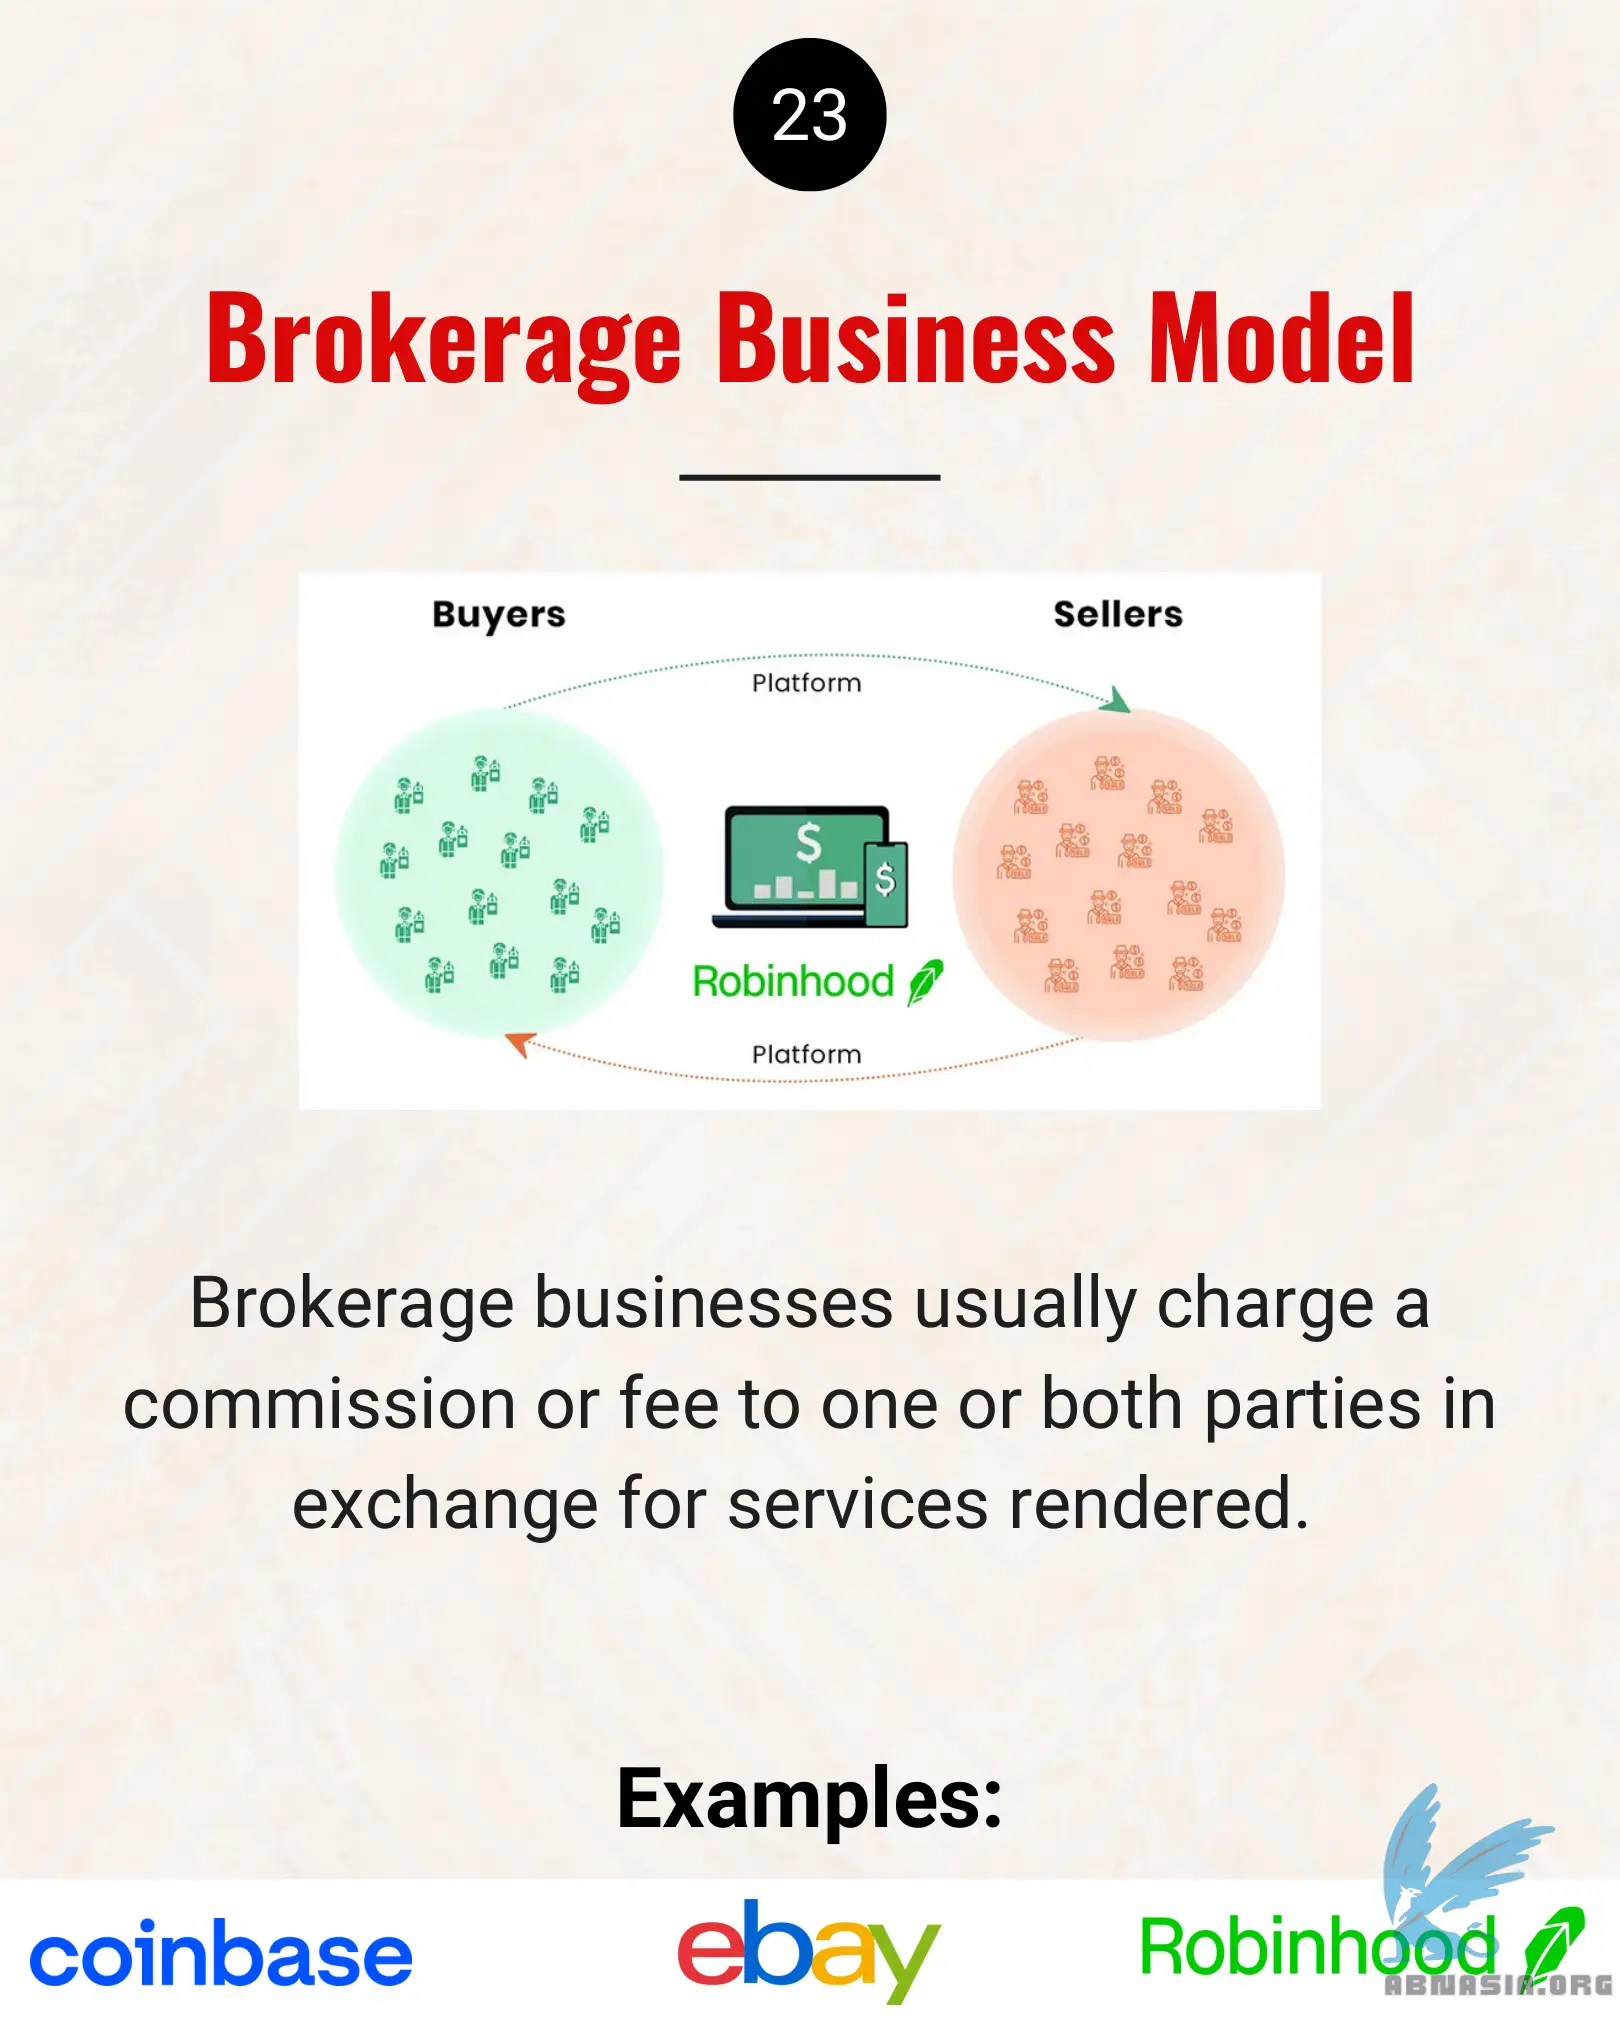 23
Brokerage Business Model
Buyers
Sellers
Platform
$
$
Robinhood
Platform
Brokerage businesses usually charge a
commission or fee to one or both parties in
exchange for services rendered.
Examples:
coinbase
ebay
Robinhood
ABNASIA.ORG